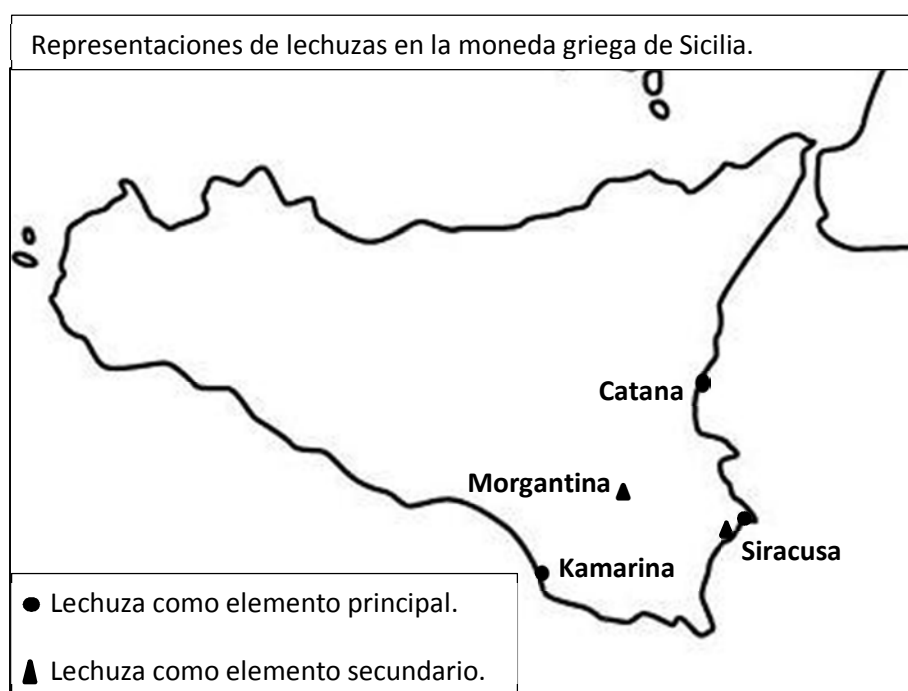 Representaciones de lechuzas en la moneda griega de Sicilia.
Catana
Morgantina
Siracusa
Kamarina
Lechuza como elemento principal.
Lechuza como elemento secundario.